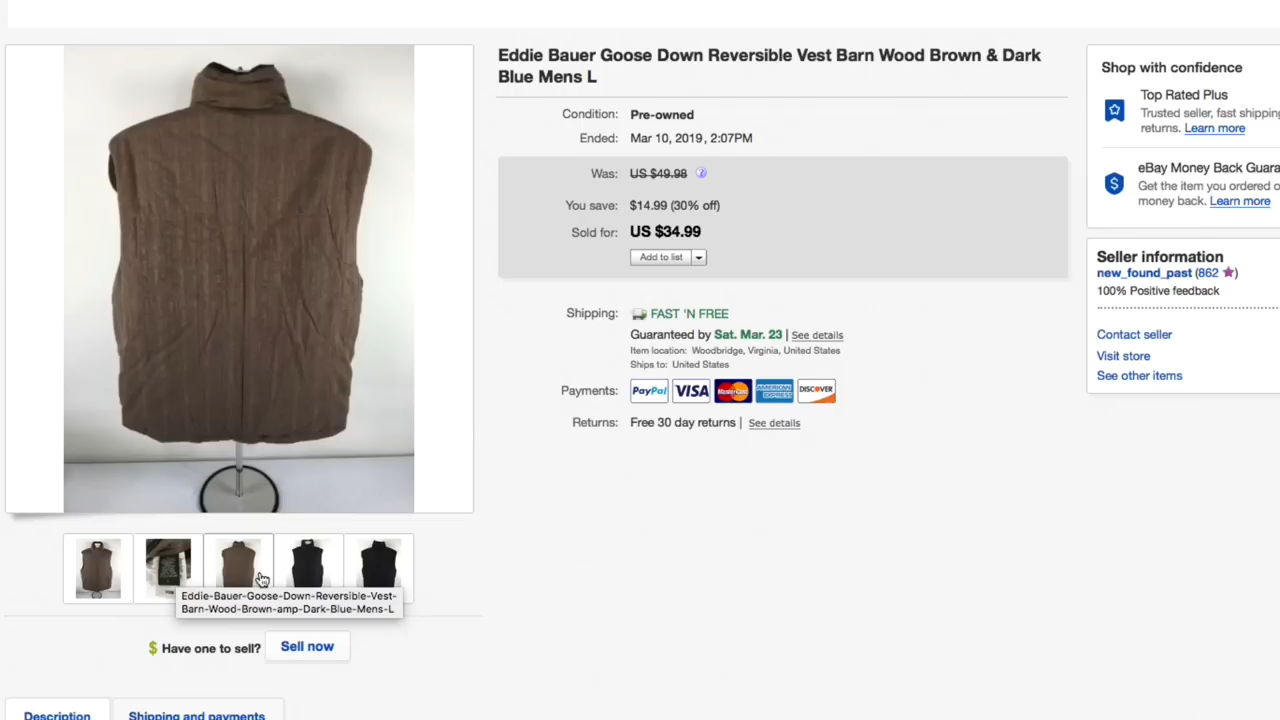 Eddie Bauer Goose Down Reversible Vest Barn Wood Brown & Dark
Blue Mens L
Condition: Pre-owned
Ended: Mar 10, 2019, 2:07PM
Was: US $49.98 ?
You save: $14.99 (30% off)
Sold for: US $34.99
Add to list
Shipping: FAST 'N FREE
Guaranteed by Sat. Mar. 23 | See details
Item location: Woodbridge, Virginia, United States
Ships to: United States
Payments: PayPal VISA MasterCard AMERICAN EXPRESS DISCOVER
Returns: Free 30 day returns | See details
Shop with confidence
Top Rated Plus
Trusted seller, fast shipping
returns. Learn more
eBay Money Back Guara
Get the item you ordered o
money back. Learn more
Seller information
new_found_past (862 ★)
100% Positive feedback
Contact seller
Visit store
See other items
Eddie-Bauer-Goose-Down-Reversible-Vest-
Barn-Wood-Brown-amp-Dark-Blue-Mens-L
$ Have one to sell? Sell now
Description Shipping and payments